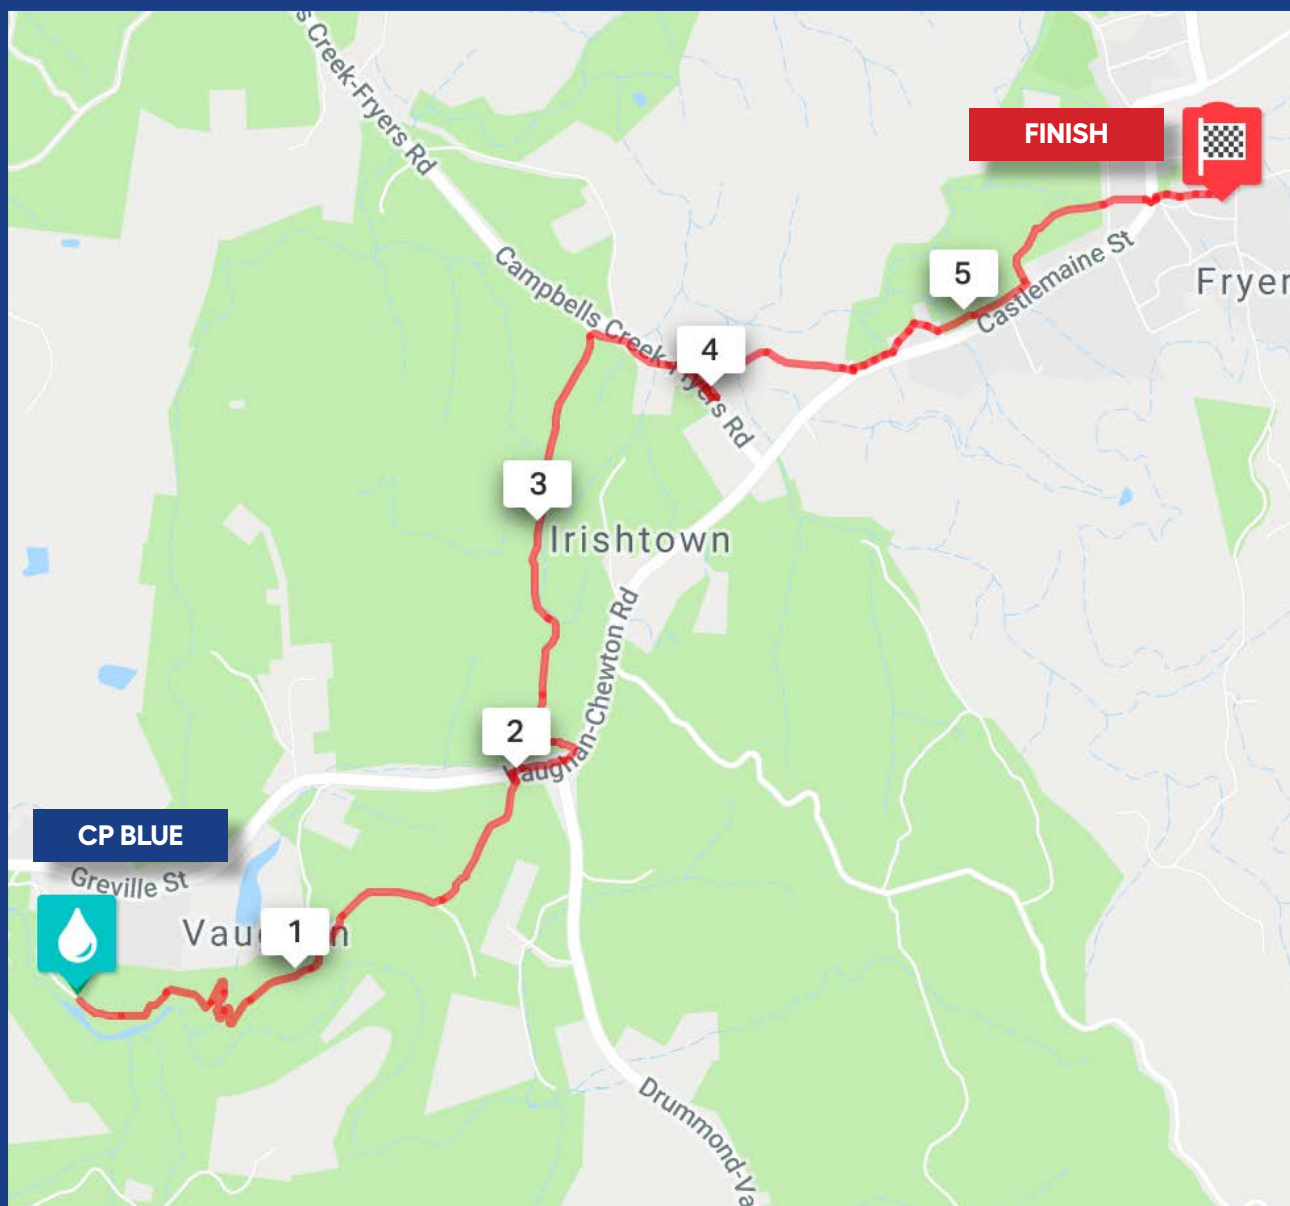 s Creek-Fryers Rd
FINISH
Campbells Creek-Fryers Rd
Castlemaine St
5
Fryer
4
3
Irishtown
Vaughan-Chewton Rd
2
CP BLUE
Greville St
1
Drummond-Va